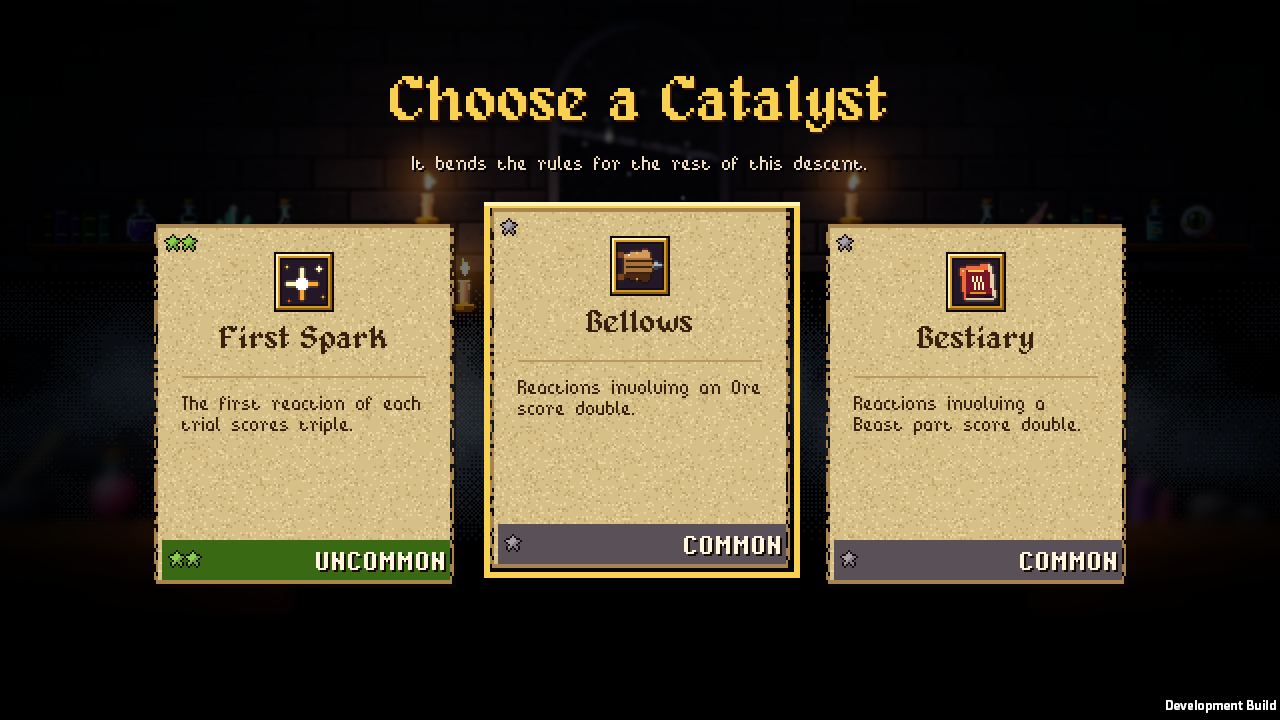 Choose a Catalyst
It bends the rules for the rest of this descent.
First Spark
The first reaction of each
trial scores triple.
UNCOMMON
Bellows
Reactions involving an Ore
score double.
COMMON
Bestiary
Reactions involving a
Beast part score double.
COMMON
Development Build